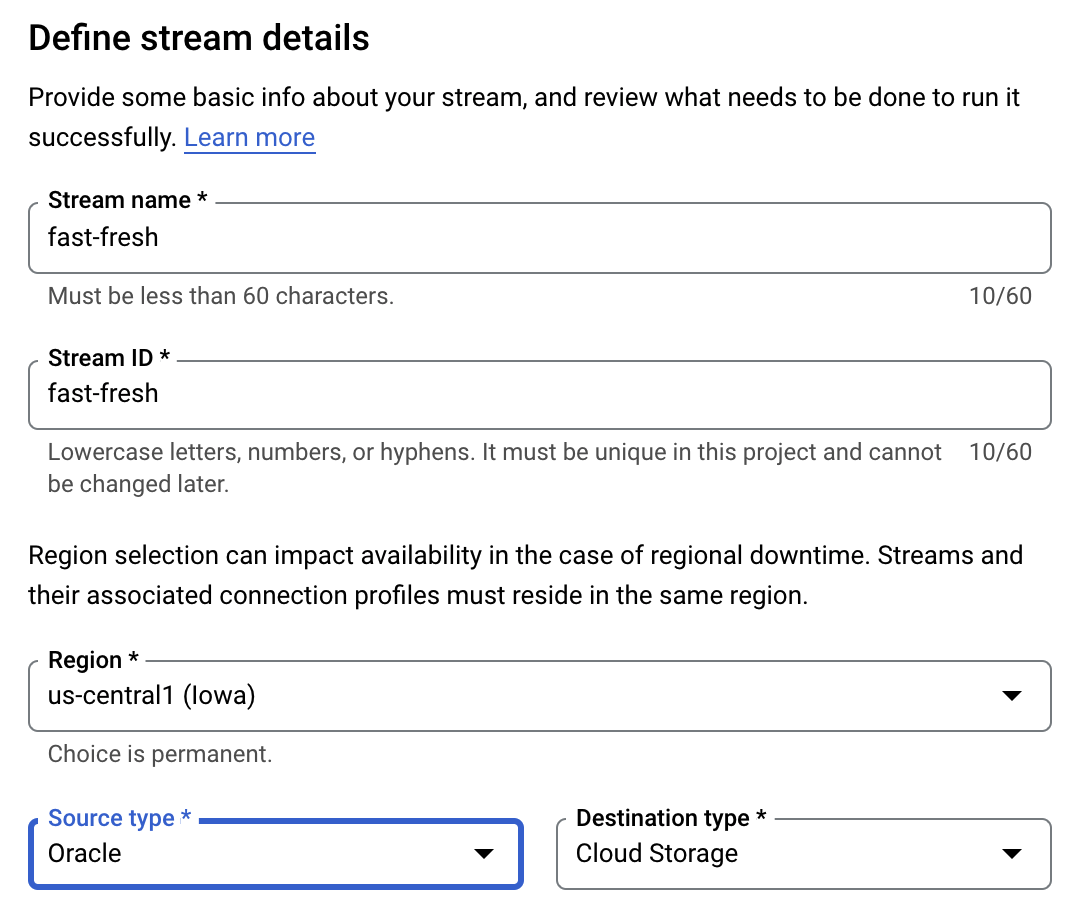 Define stream details
Provide some basic info about your stream, and review what needs to be done to run it
successfully. Learn more
Stream name *
fast-fresh
Must be less than 60 characters. 10/60
Stream ID *
fast-fresh
Lowercase letters, numbers, or hyphens. It must be unique in this project and cannot 10/60
be changed later.
Region selection can impact availability in the case of regional downtime. Streams and
their associated connection profiles must reside in the same region.
Region *
us-central1 (Iowa)
Choice is permanent.
Source type * Destination type *
Oracle Cloud Storage